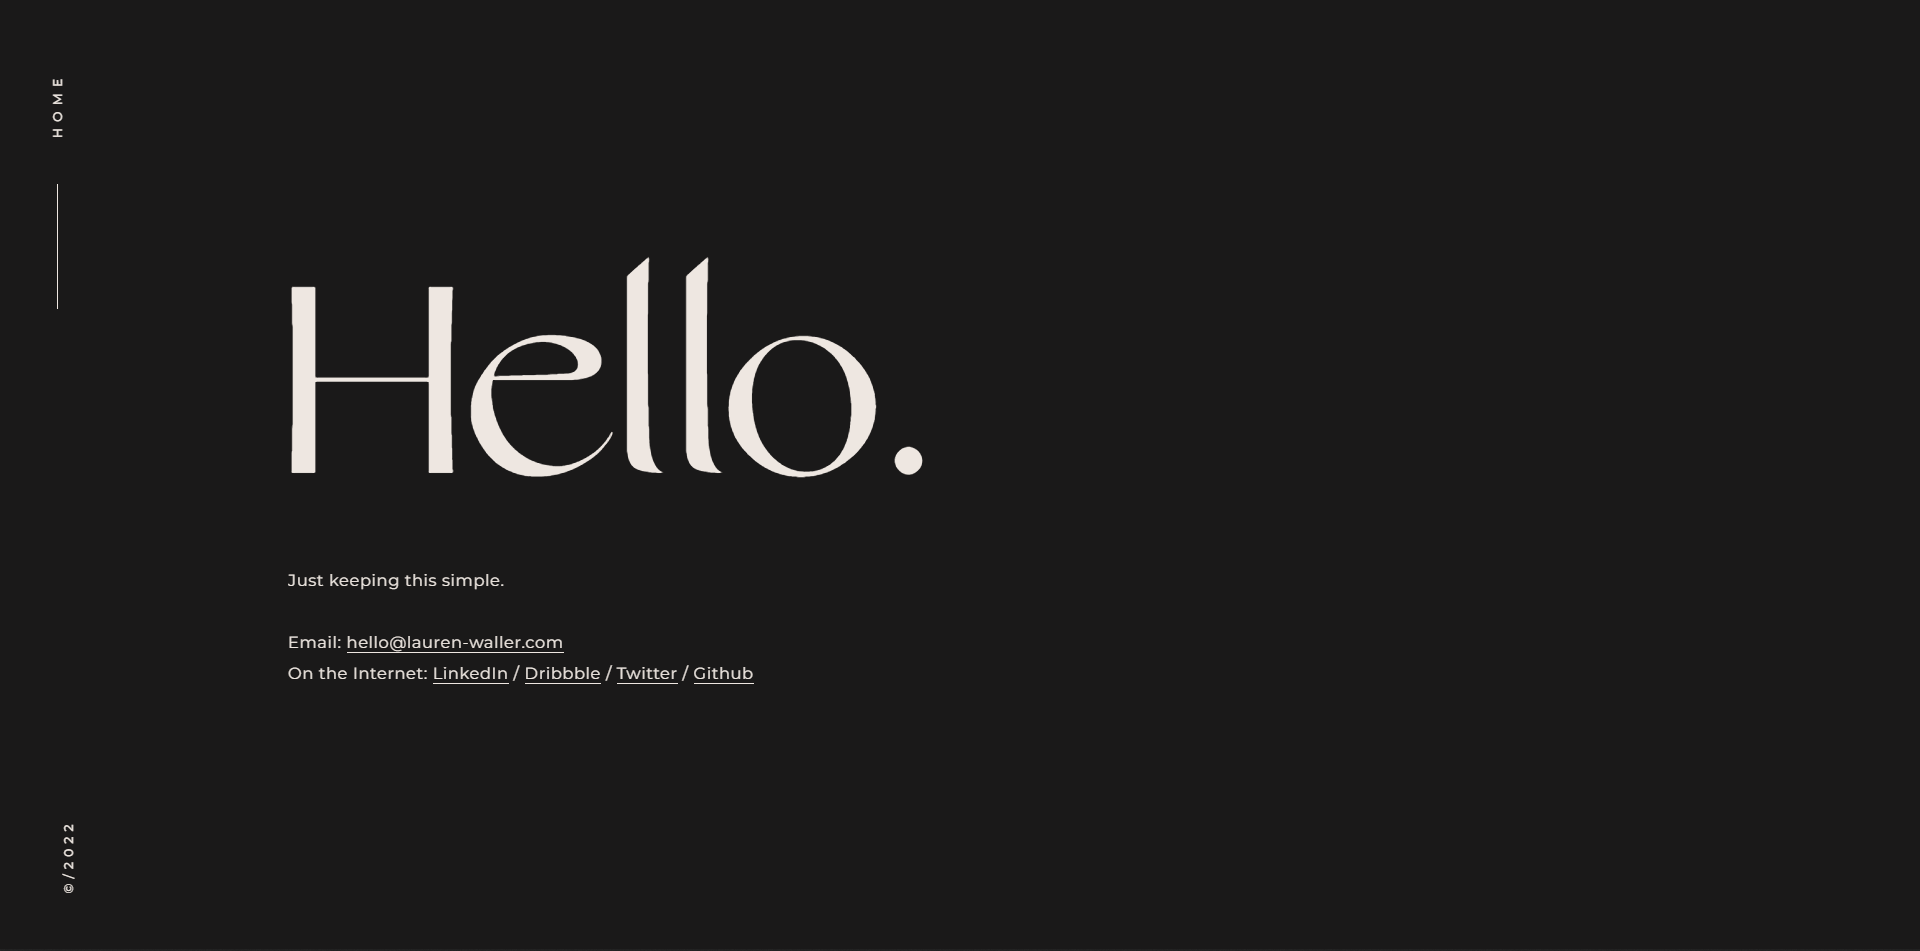 HOME
Hello.
Just keeping this simple.
Email: hello@lauren-waller.com
On the Internet: LinkedIn / Dribbble / Twitter / Github
©/2022